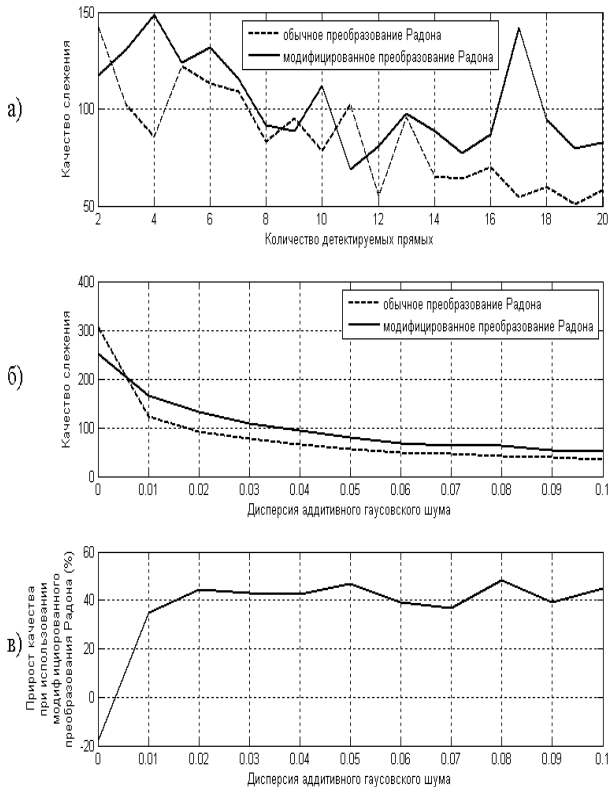 а)
Качество слежения
150
100
50
обычное преобразование Радона
модифицированное преобразование Радона
2 4 6 8 10 12 14 16 18 20
Количество детектируемых прямых
б)
Качество слежения
400
300
200
100
0
обычное преобразование Радона
модифицированное преобразование Радона
0 0.01 0.02 0.03 0.04 0.05 0.06 0.07 0.08 0.09 0.1
Дисперсия аддитивного гаусовского шума
в)
Прирост качества
при использовании
модифициорованного
преобразования Радона (%)
60
40
20
0
-20
0 0.01 0.02 0.03 0.04 0.05 0.06 0.07 0.08 0.09 0.1
Дисперсия аддитивного гаусовского шума